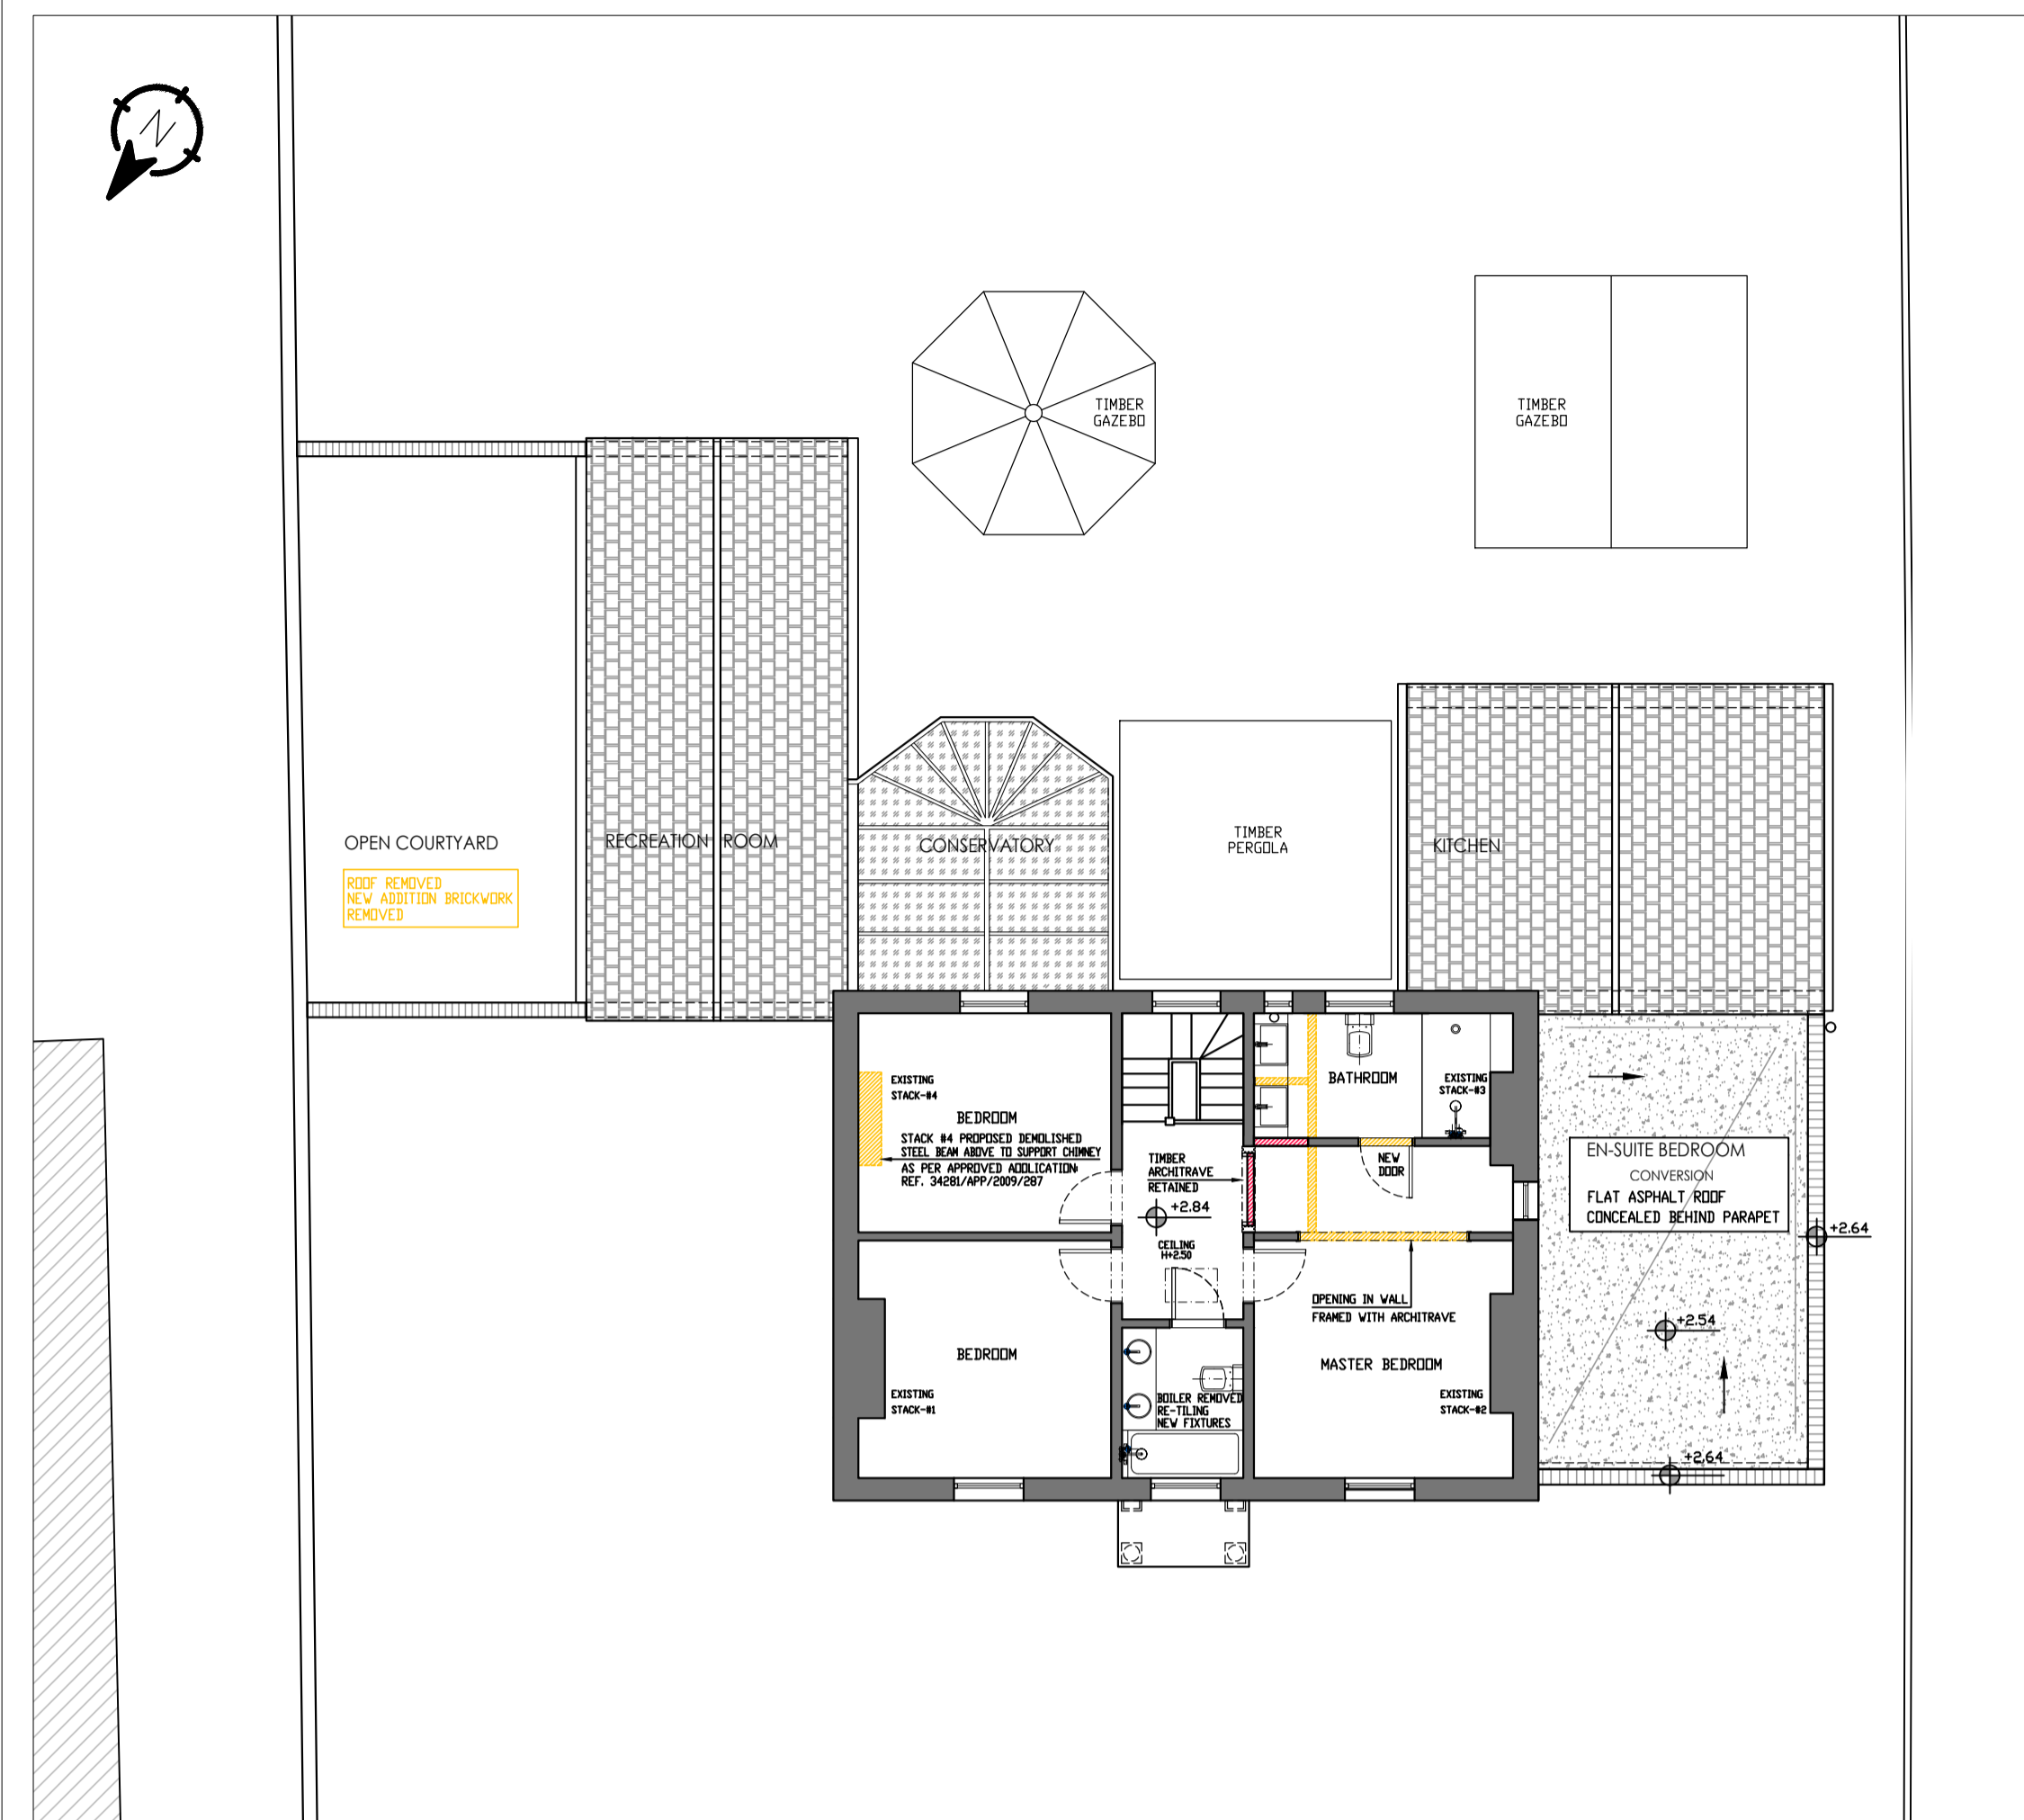 N
TIMBER
GAZEBO
TIMBER
GAZEBO
OPEN COURTYARD
ROOF REMOVED
NEW ADDITION BRICKWORK
REMOVED
RECREATION ROOM
CONSERVATORY
TIMBER
PERGOLA
KITCHEN
EXISTING
STACK-#4
BEDROOM
STACK #4 PROPOSED DEMOLISHED
STEEL BEAM ABOVE TO SUPPORT CHIMNEY
AS PER APPROVED AODLICATION:
REF. 34281/APP/2009/287
BATHROOM
EXISTING
STACK-#3
TIMBER
ARCHITRAVE
RETAINED
NEW
DOOR
+2.84
CEILING
H+2.50
EN-SUITE BEDROOM
CONVERSION
FLAT ASPHALT ROOF
CONCEALED BEHIND PARAPET
+2.64
OPENING IN WALL
FRAMED WITH ARCHITRAVE
+2.54
BEDROOM
EXISTING
STACK-#1
BOILER REMOVED
RE-TILING
NEW FIXTURES
MASTER BEDROOM
EXISTING
STACK-#2
+2.64